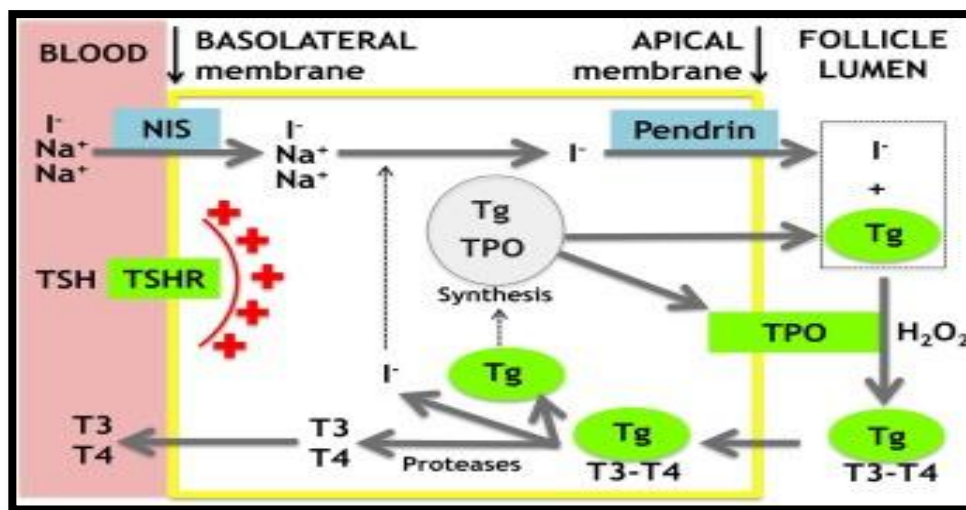 BLOOD
BASOLATERAL
membrane
APICAL
membrane
FOLLICLE
LUMEN
I⁻
Na⁺
Na⁺
NIS
I⁻
Na⁺
Na⁺
I⁻
Pendrin
I⁻
+
Tg
Tg
TPO
Synthesis
TSH
TSHR
TPO
H₂O₂
I⁻
Tg
T3
T4
T3
T4
Proteases
Tg
T3-T4
Tg
T3-T4